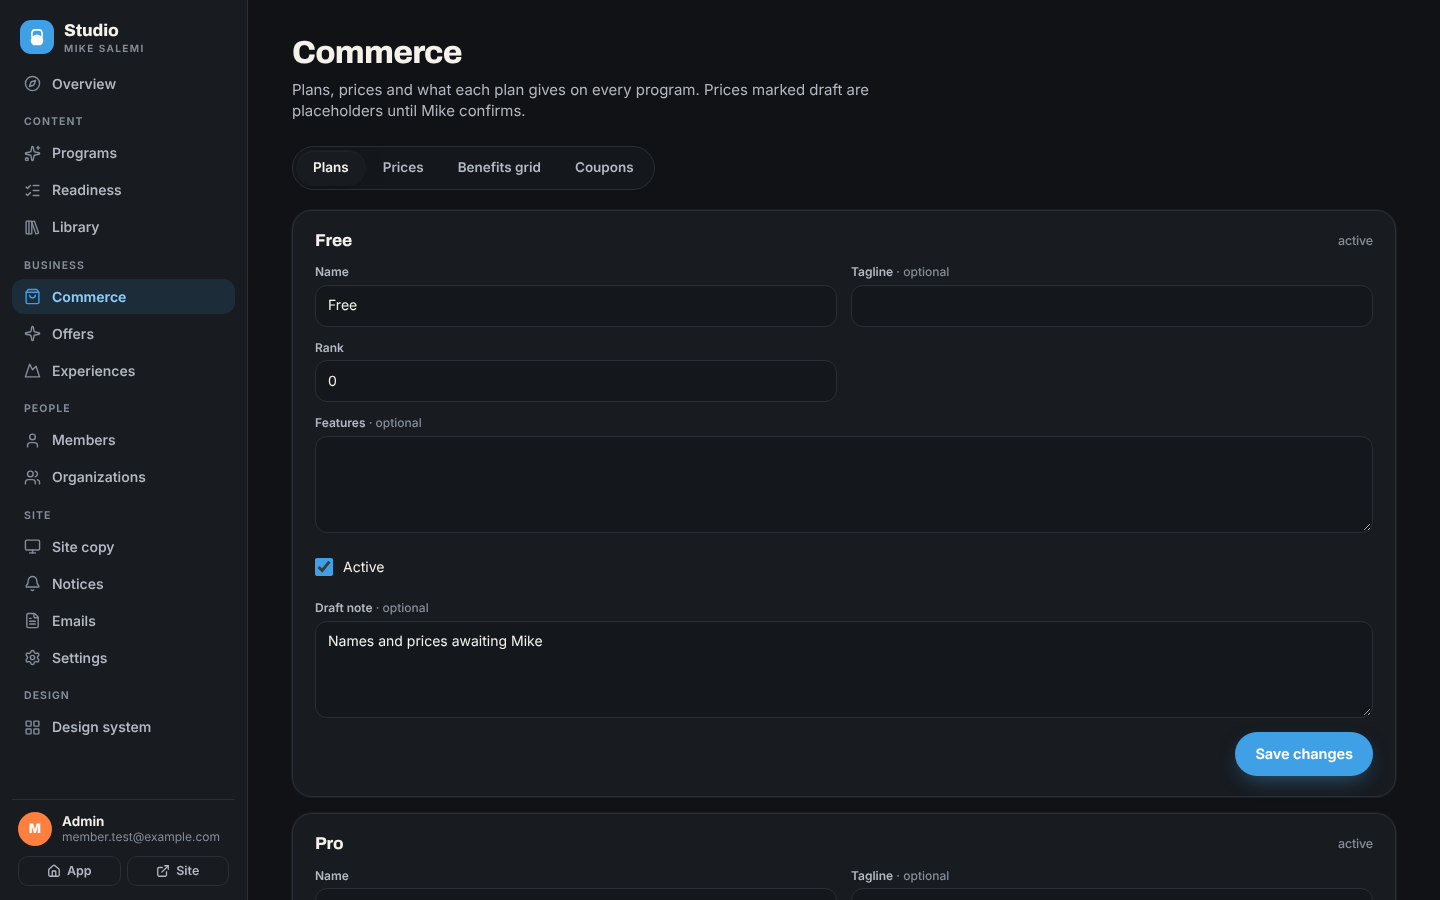 Studio
MIKE SALEMI
Overview
CONTENT
Programs
Readiness
Library
BUSINESS
Commerce
Offers
Experiences
PEOPLE
Members
Organizations
SITE
Site copy
Notices
Emails
Settings
DESIGN
Design system
M
Admin
member.test@example.com
App
Site
Commerce
Plans, prices and what each plan gives on every program. Prices marked draft are
placeholders until Mike confirms.
Plans
Prices
Benefits grid
Coupons
Free
active
Name
Tagline · optional
Free
Rank
0
Features · optional
Active
Draft note · optional
Names and prices awaiting Mike
Save changes
Pro
active
Name
Tagline · optional